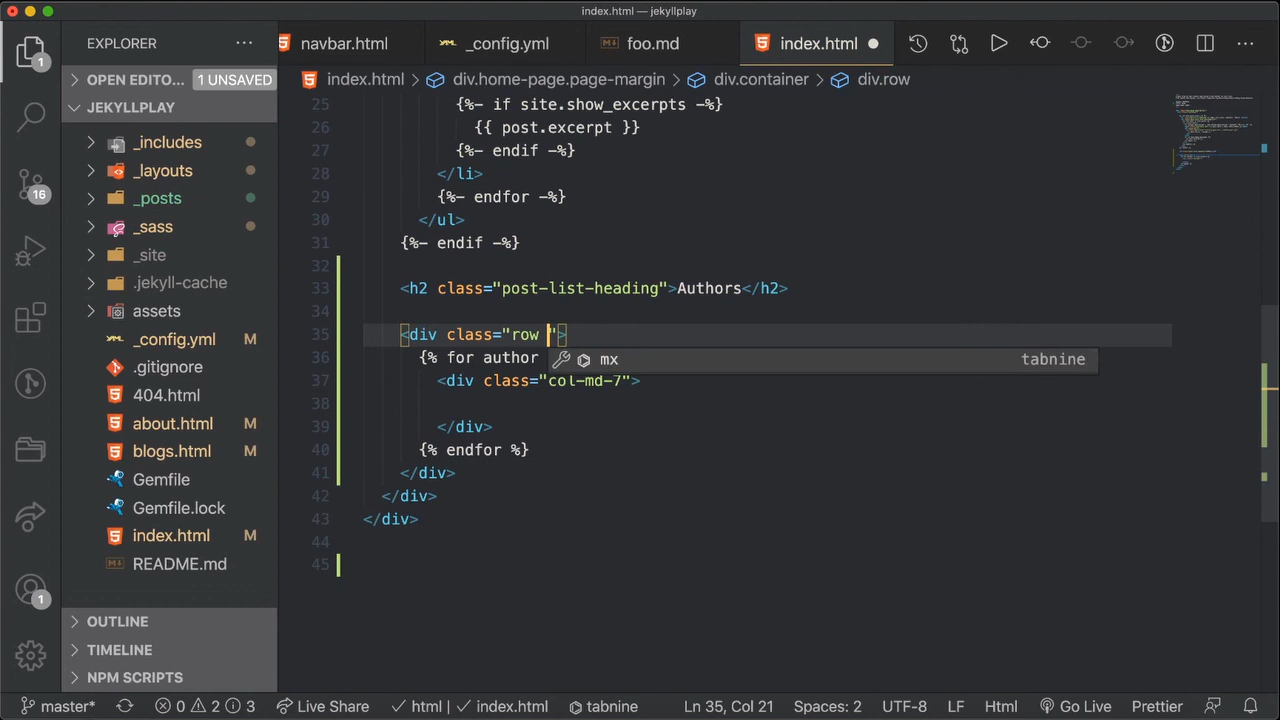 index.html — jekyllplay
EXPLORER
navbar.html
_config.yml
foo.md
index.html
OPEN EDITO... 1 UNSAVED
index.html > div.home-page.page-margin > div.container > div.row
JEKYLLPLAY
_includes
_layouts
_posts
_sass
_site
.jekyll-cache
assets
_config.yml
.gitignore
404.html
about.html M
blogs.html M
Gemfile
Gemfile.lock
index.html M
README.md
OUTLINE
TIMELINE
NPM SCRIPTS
1
16
1
25 {%- if site.show_excerpts -%}
26 {{ post.excerpt }}
27 {%- endif -%}
28 </li>
29 {%- endfor -%}
30 </ul>
31 {%- endif -%}
32
33 <h2 class="post-list-heading">Authors</h2>
34
35 <div class="row ">
36 {% for author
mx tabnine
37 <div class="col-md-7">
38
39 </div>
40 {% endfor %}
41 </div>
42 </div>
43 </div>
44
45
master* 0 2 3 Live Share html index.html tabnine Ln 35, Col 21 Spaces: 2 UTF-8 LF Html Go Live Prettier